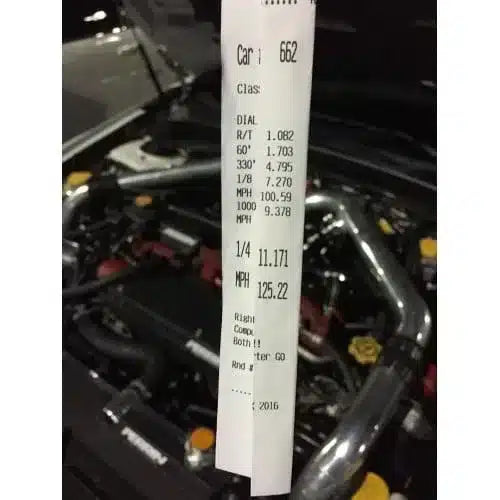 Car 662
Clas
DIAL
R/T 1.082
60' 1.703
330' 4.795
1/8 7.270
MPH 100.59
1000 9.378
MPH
1/4 11.171
MPH 125.22
Right
Comp
Both!!
rter GO
Rnd #
2016